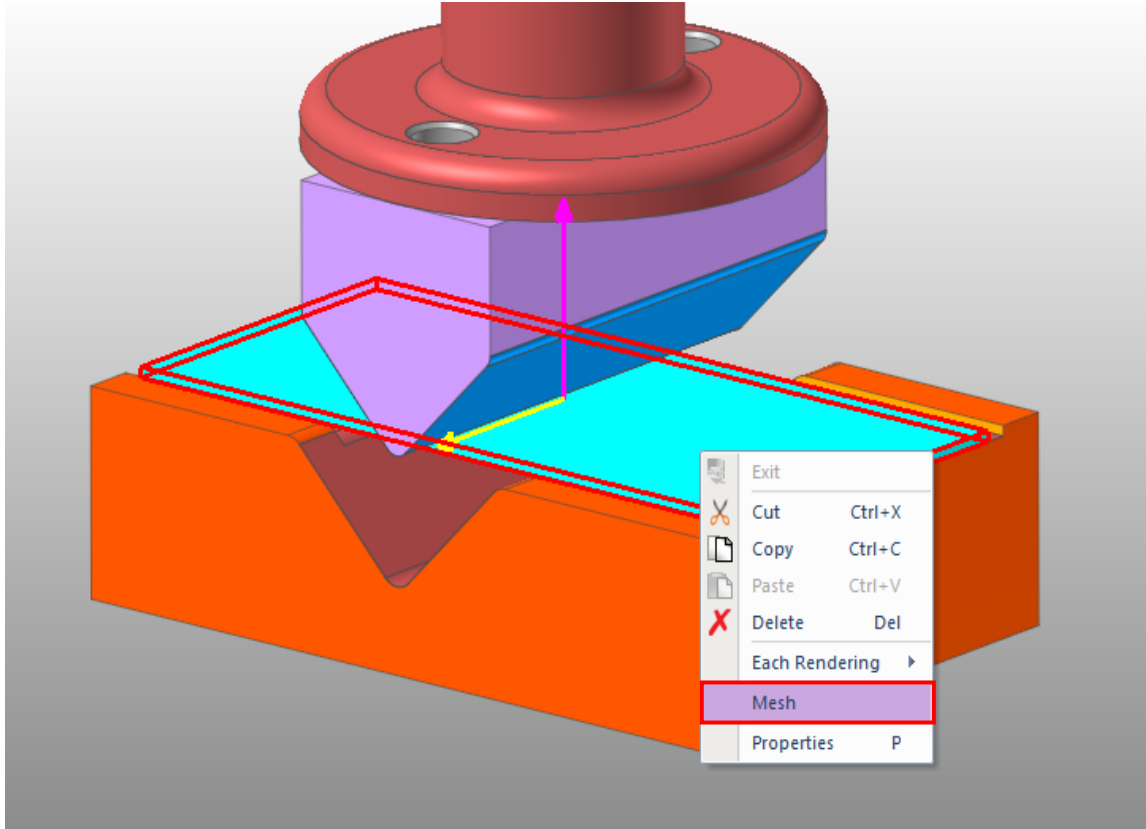 Exit
Cut Ctrl+X
Copy Ctrl+C
Paste Ctrl+V
Delete Del
Each Rendering
Mesh
Properties P